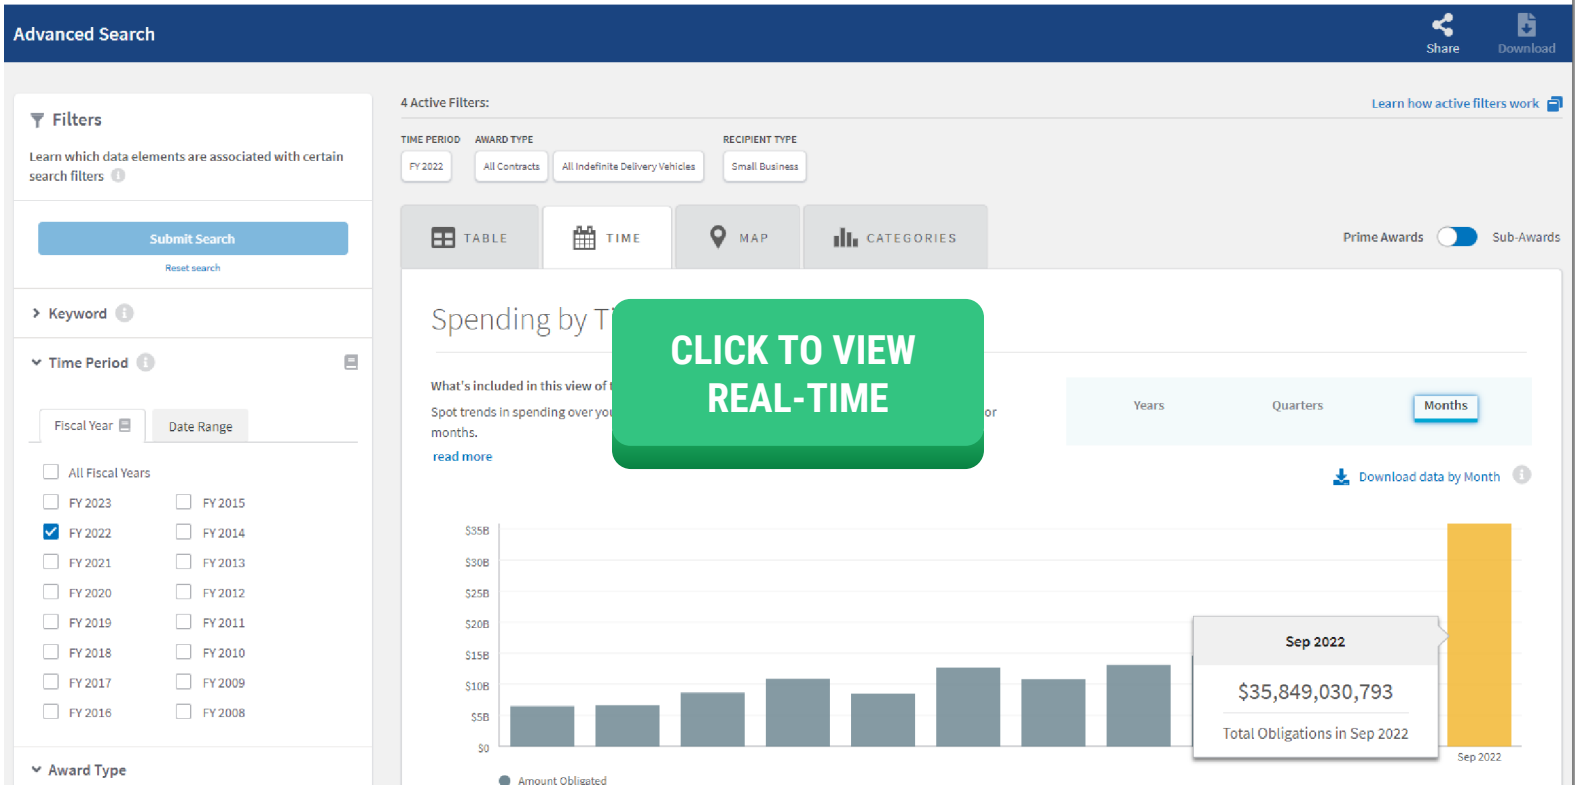 Advanced Search
Share
Download
Filters
Learn which data elements are associated with certain
search filters
Submit Search
Reset search
Keyword
Time Period
Fiscal Year
Date Range
All Fiscal Years
FY 2023 FY 2015
FY 2022 FY 2014
FY 2021 FY 2013
FY 2020 FY 2012
FY 2019 FY 2011
FY 2018 FY 2010
FY 2017 FY 2009
FY 2016 FY 2008
Award Type
4 Active Filters:
Learn how active filters work
TIME PERIOD AWARD TYPE RECIPIENT TYPE
FY 2022 All Contracts All Indefinite Delivery Vehicles Small Business
TABLE TIME MAP CATEGORIES
Prime Awards Sub-Awards
Spending by T
CLICK TO VIEW
REAL-TIME
What's included in this view of
Spot trends in spending over you or
months.
read more
Years Quarters Months
Download data by Month
$35B
$30B
$25B
$20B
$15B
$10B
$5B
$0
Sep 2022
$35,849,030,793
Total Obligations in Sep 2022
Sep 2022
Amount Obligated